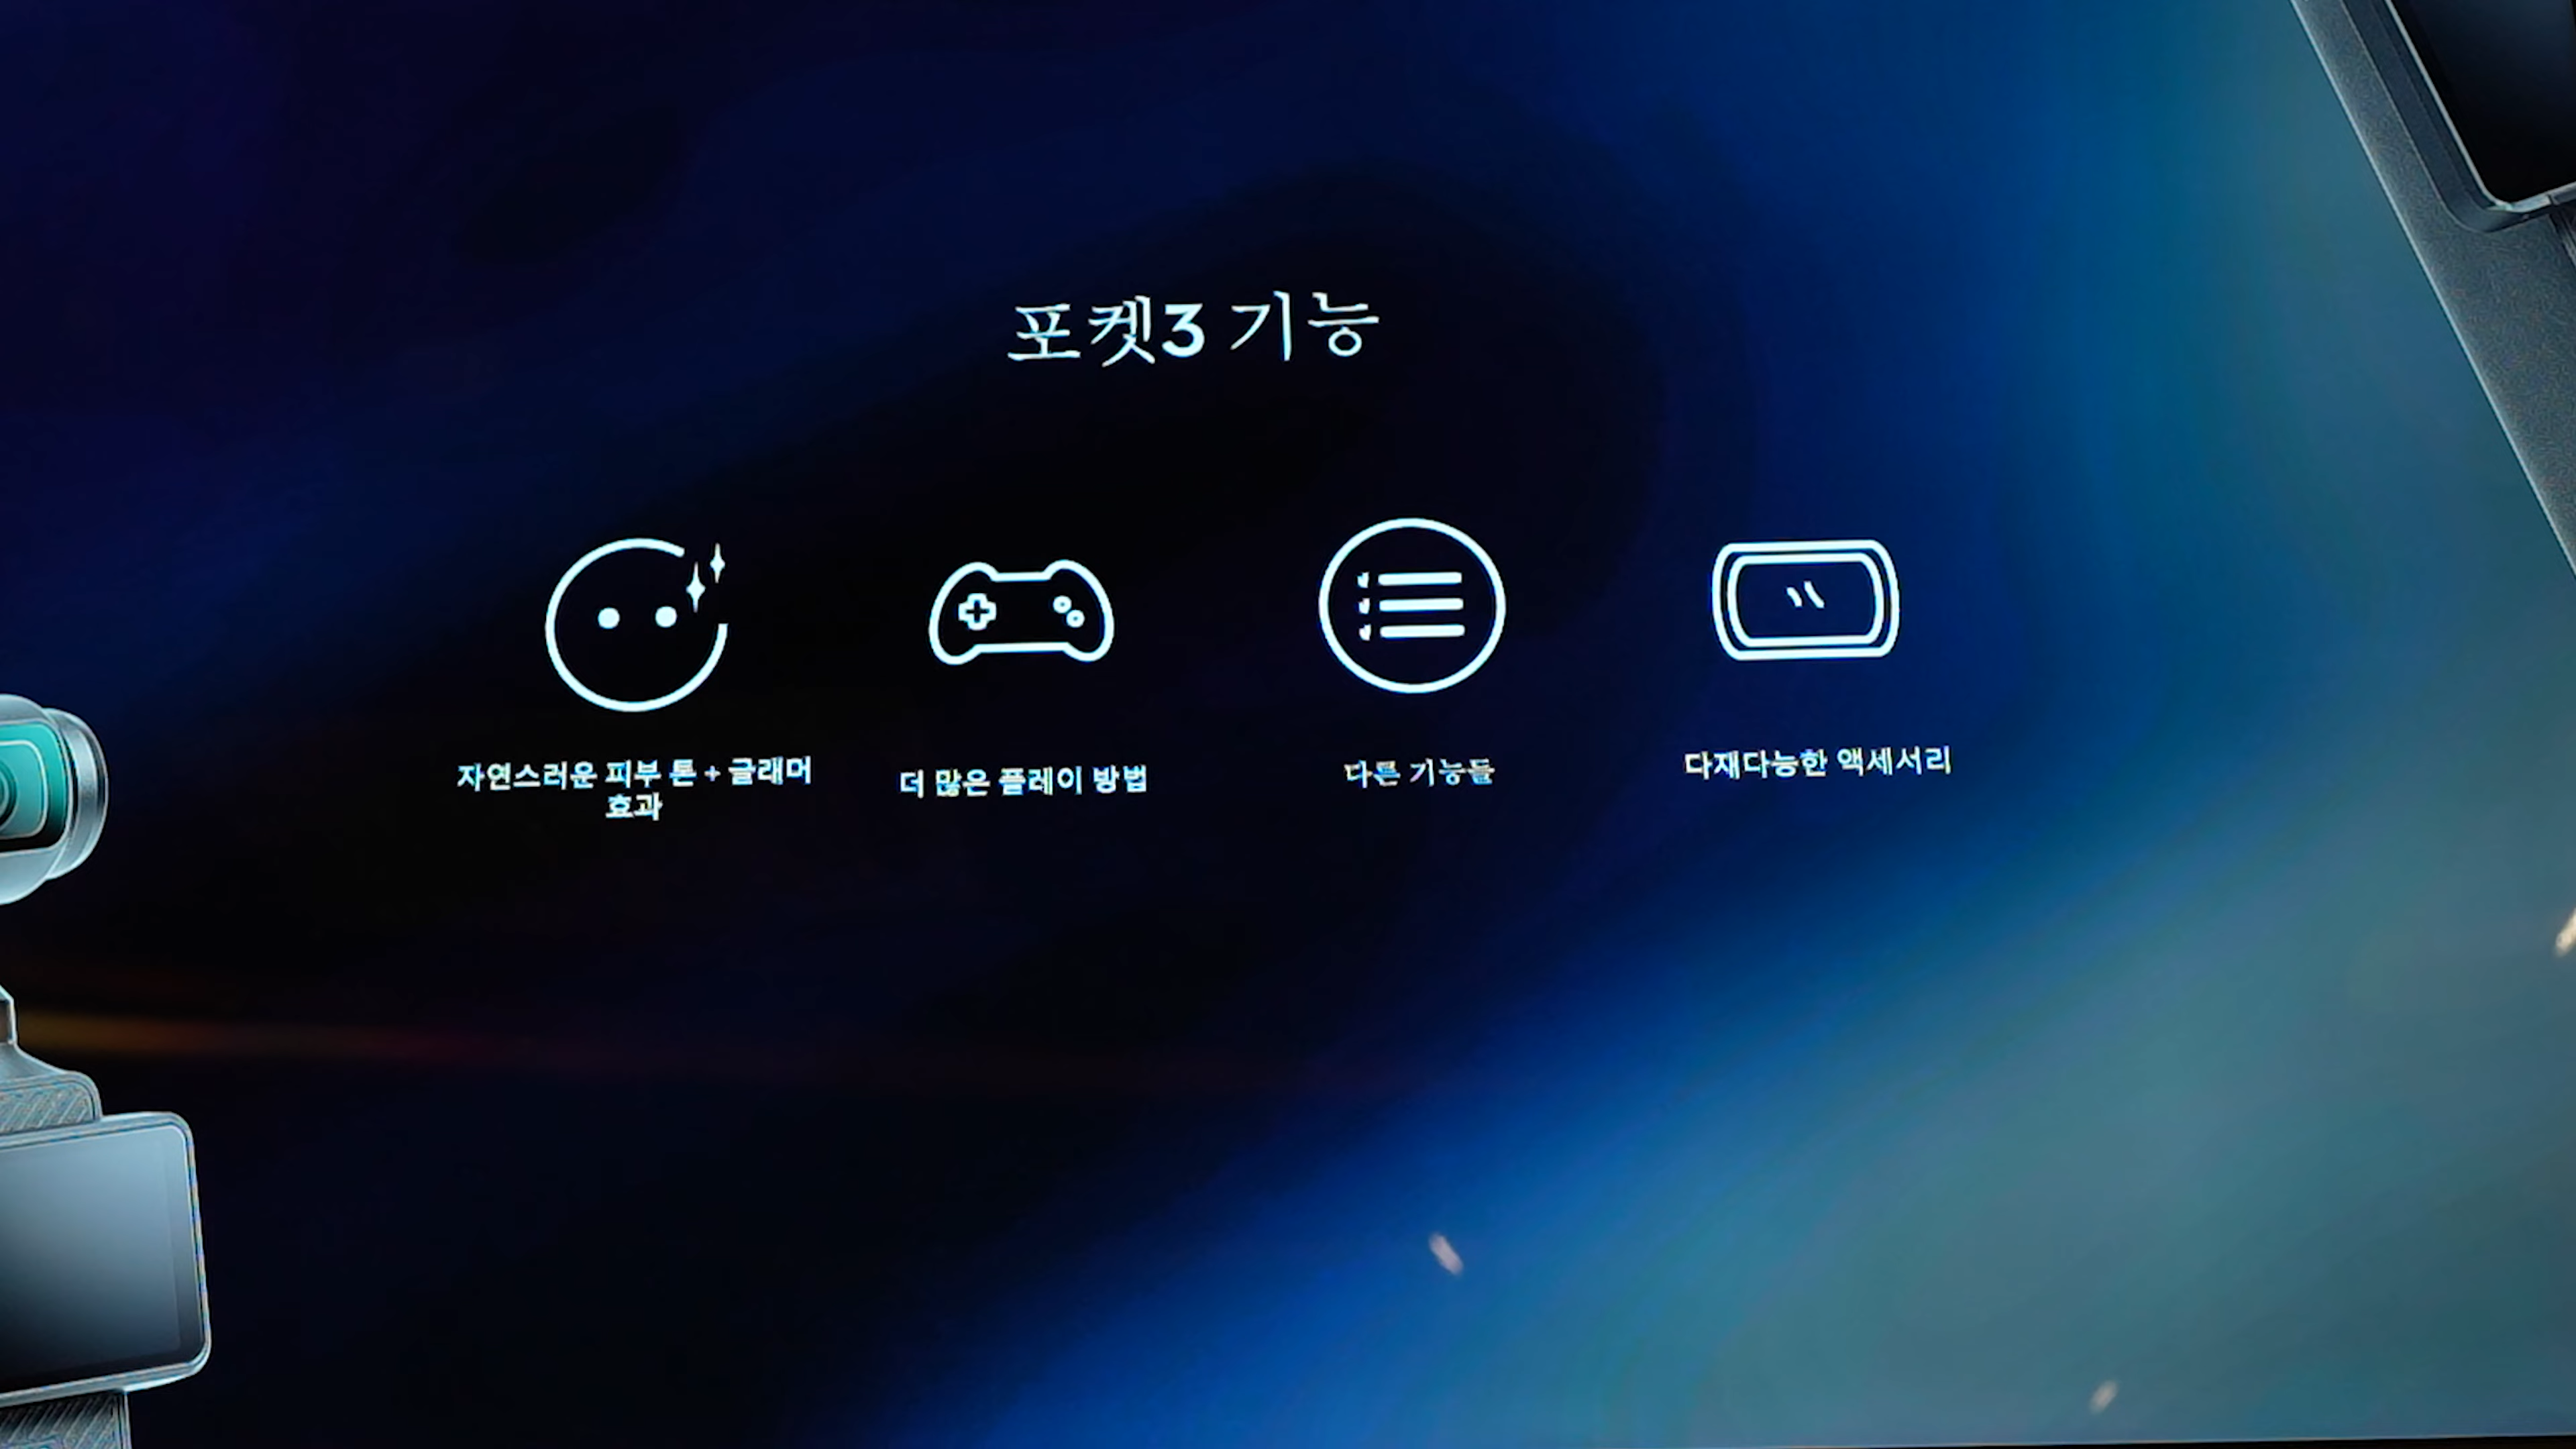 포켓3 기능
자연스러운 피부 톤 + 글래머
효과
더 많은 플레이 방법
다른 기능들
다재다능한 액세서리